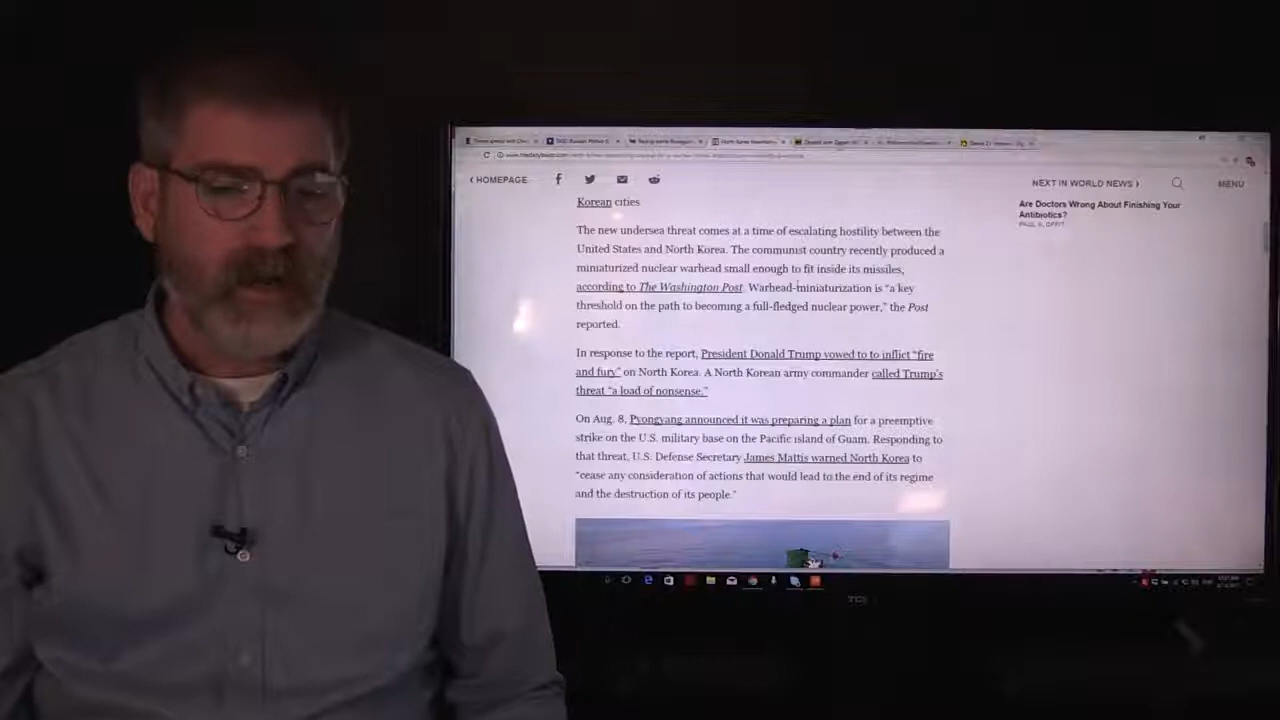 ‹ HOMEPAGE
NEXT IN WORLD NEWS ›
MENU
Korean cities
The new undersea threat comes at a time of escalating hostility between the
United States and North Korea. The communist country recently produced a
miniaturized nuclear warhead small enough to fit inside its missiles,
according to The Washington Post. Warhead-miniaturization is “a key
threshold on the path to becoming a full-fledged nuclear power,” the Post
reported.
In response to the report, President Donald Trump vowed to to inflict “fire
and fury” on North Korea. A North Korean army commander called Trump's
threat “a load of nonsense.”
On Aug. 8, Pyongyang announced it was preparing a plan for a preemptive
strike on the U.S. military base on the Pacific island of Guam. Responding to
that threat, U.S. Defense Secretary James Mattis warned North Korea to
“cease any consideration of actions that would lead to the end of its regime
and the destruction of its people.”
Are Doctors Wrong About Finishing Your
Antibiotics?
PAUL A. OFFIT
TCL